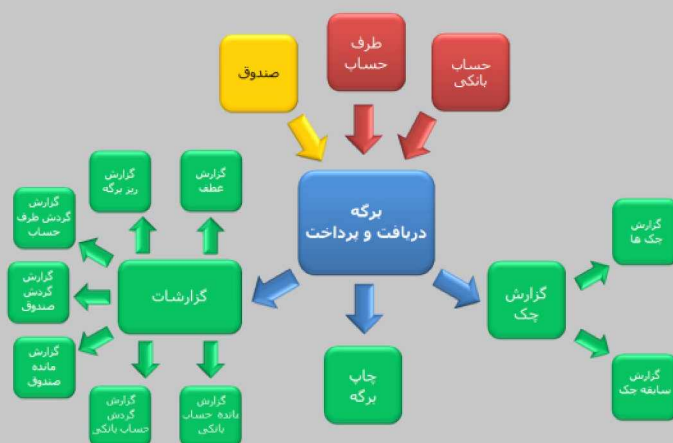 صندوق
طرف
حساب
حساب
بانکی
برگه
دریافت و پرداخت
گزارش
عطف
گزارش
ریز برگه
گزارش
گردش طرف
حساب
گزارش
گردش
صندوق
گزارش
مانده
صندوق
گزارشات
گزارش
گردش
حساب بانکی
گزارش
مانده حساب
بانکی
چاپ
برگه
گزارش
چک
گزارش
چک ها
گزارش
سابقه چک